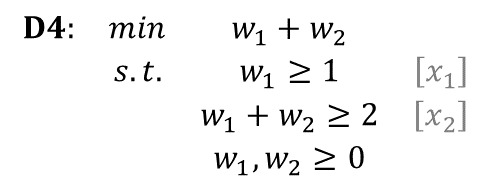 D4: min w₁ + w₂
s.t. w₁ ≥ 1 [x₁]
w₁ + w₂ ≥ 2 [x₂]
w₁, w₂ ≥ 0